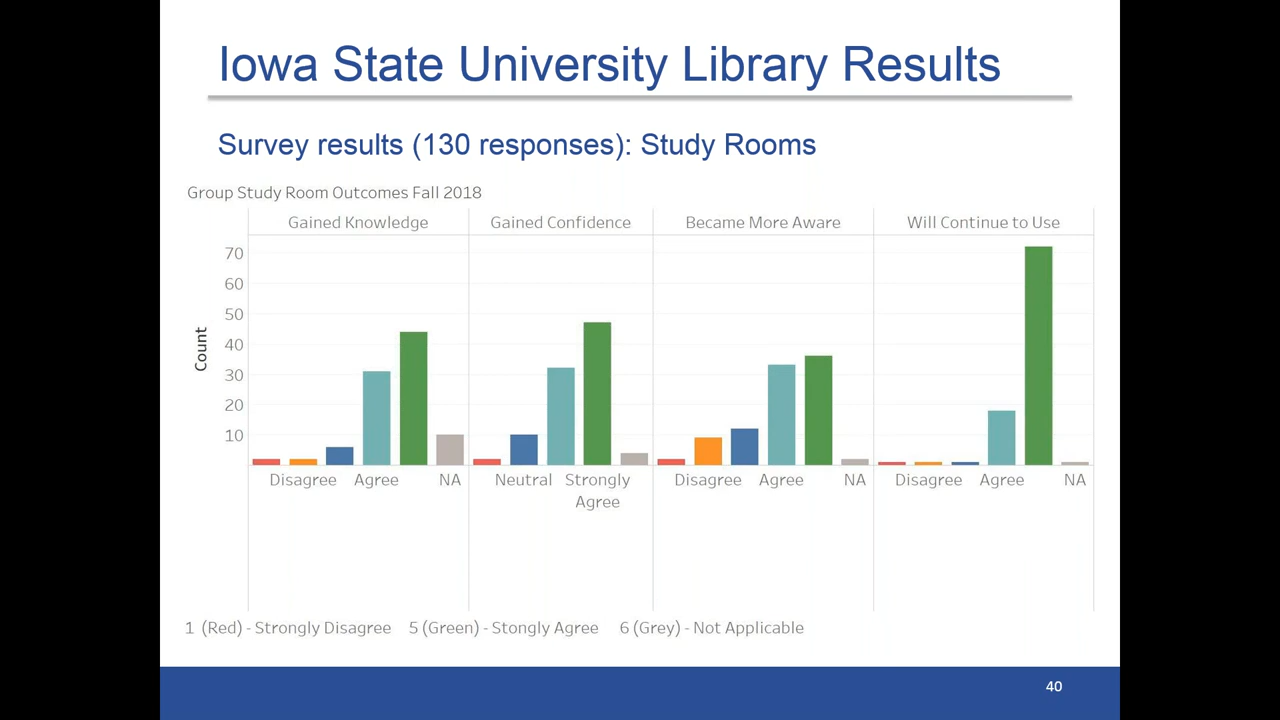 Iowa State University Library Results
Survey results (130 responses): Study Rooms
Group Study Room Outcomes Fall 2018
Gained Knowledge Gained Confidence Became More Aware Will Continue to Use
70
60
50
40
30
20
10
Count
Disagree Agree NA Neutral Strongly Agree Disagree Agree NA Disagree Agree NA
1 (Red) - Strongly Disagree 5 (Green) - Stongly Agree 6 (Grey) - Not Applicable
40